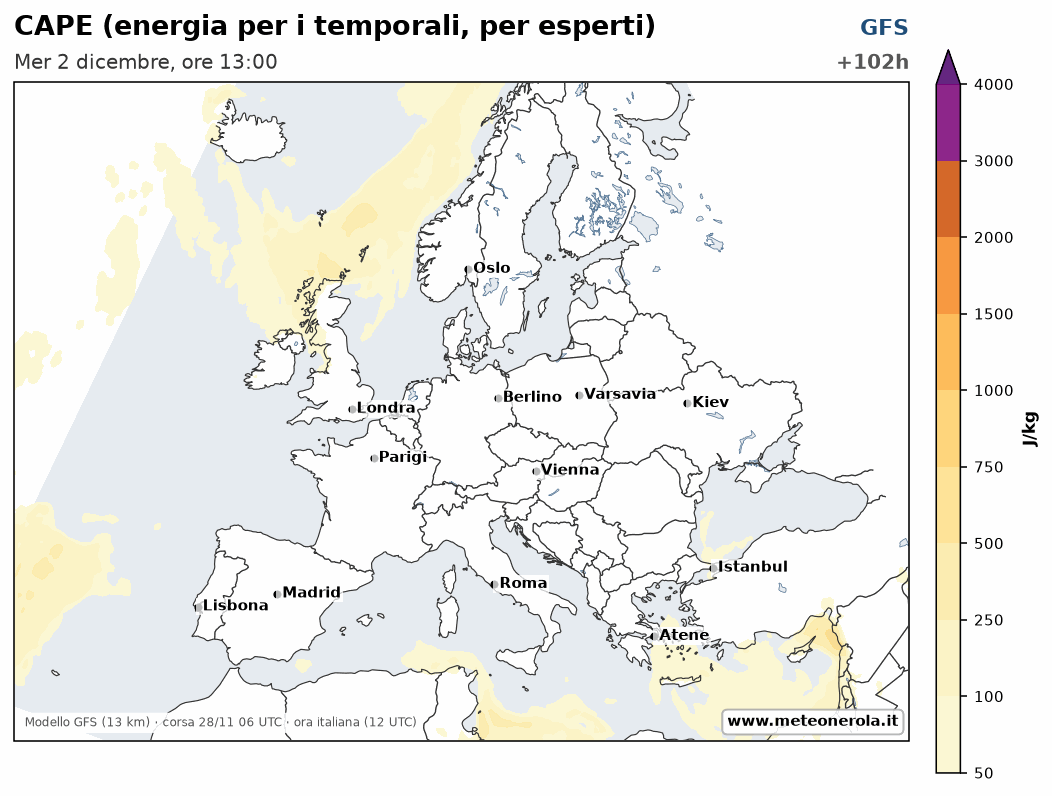 CAPE (energia per i temporali, per esperti)
GFS
Mer 2 dicembre, ore 13:00
+102h
4000
3000
2000
1500
1000
750
500
250
100
50
J/kg
Oslo
Berlino
Varsavia
Kiev
Londra
Parigi
Vienna
Istanbul
Roma
Madrid
Lisbona
Atene
Modello GFS (13 km) · corsa 28/11 06 UTC · ora italiana (12 UTC)
www.meteonerola.it